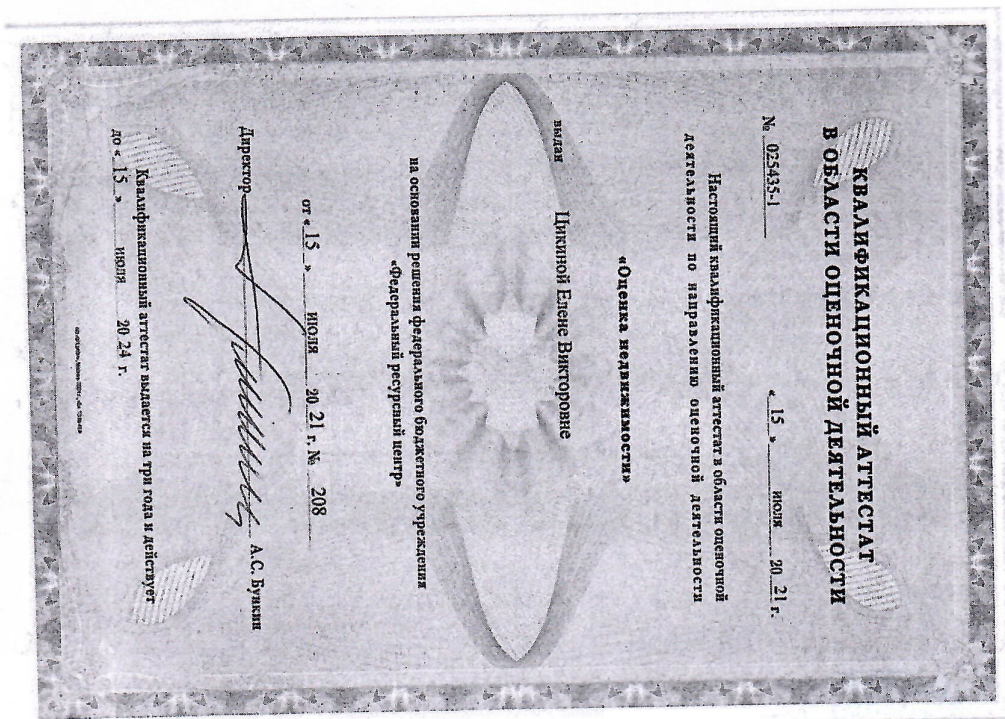 КВАЛИФИКАЦИОННЫЙ АТТЕСТАТ
В ОБЛАСТИ ОЦЕНОЧНОЙ ДЕЯТЕЛЬНОСТИ
№ 025435-1 « 15 » июля 20 21 г.
Настоящий квалификационный аттестат в области оценочной
деятельности по направлению оценочной деятельности
«Оценка недвижимости»
выдан Цикиной Елене Викторовне
на основании решения федерального бюджетного учреждения
«Федеральный ресурсный центр»
от « 15 » июля 20 21 г. № 208
Директор А.С. Бункин
Квалификационный аттестат выдается на три года и действует
до « 15 » июля 20 24 г.